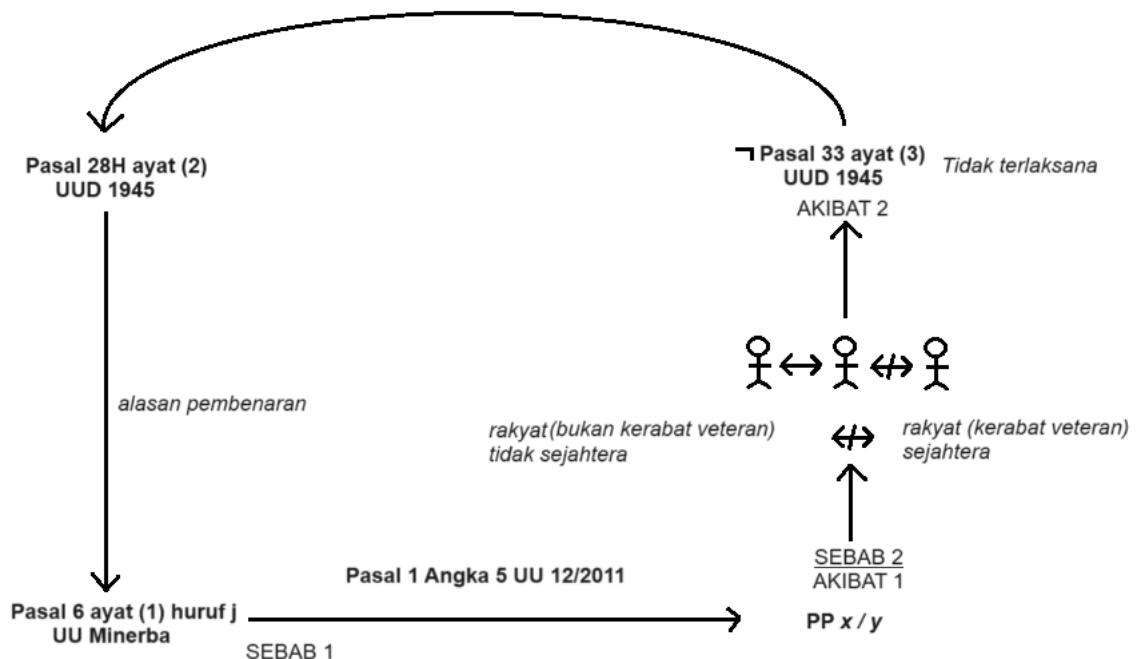 Pasal 28H ayat (2)
UUD 1945
¬ Pasal 33 ayat (3)
UUD 1945
Tidak terlaksana
AKIBAT 2
alasan pembenaran
rakyat (bukan kerabat veteran)
tidak sejahtera
rakyat (kerabat veteran)
sejahtera
SEBAB 2
AKIBAT 1
Pasal 1 Angka 5 UU 12/2011
Pasal 6 ayat (1) huruf j
UU Minerba
SEBAB 1
PP x / y